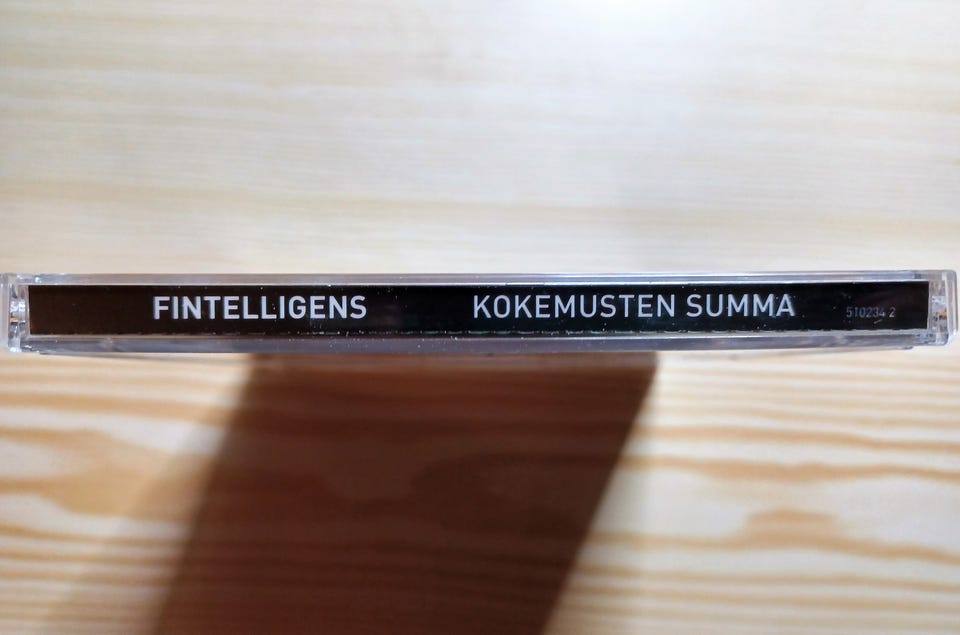 FINTELLIGENS KOKEMUSTEN SUMMA 510234 2